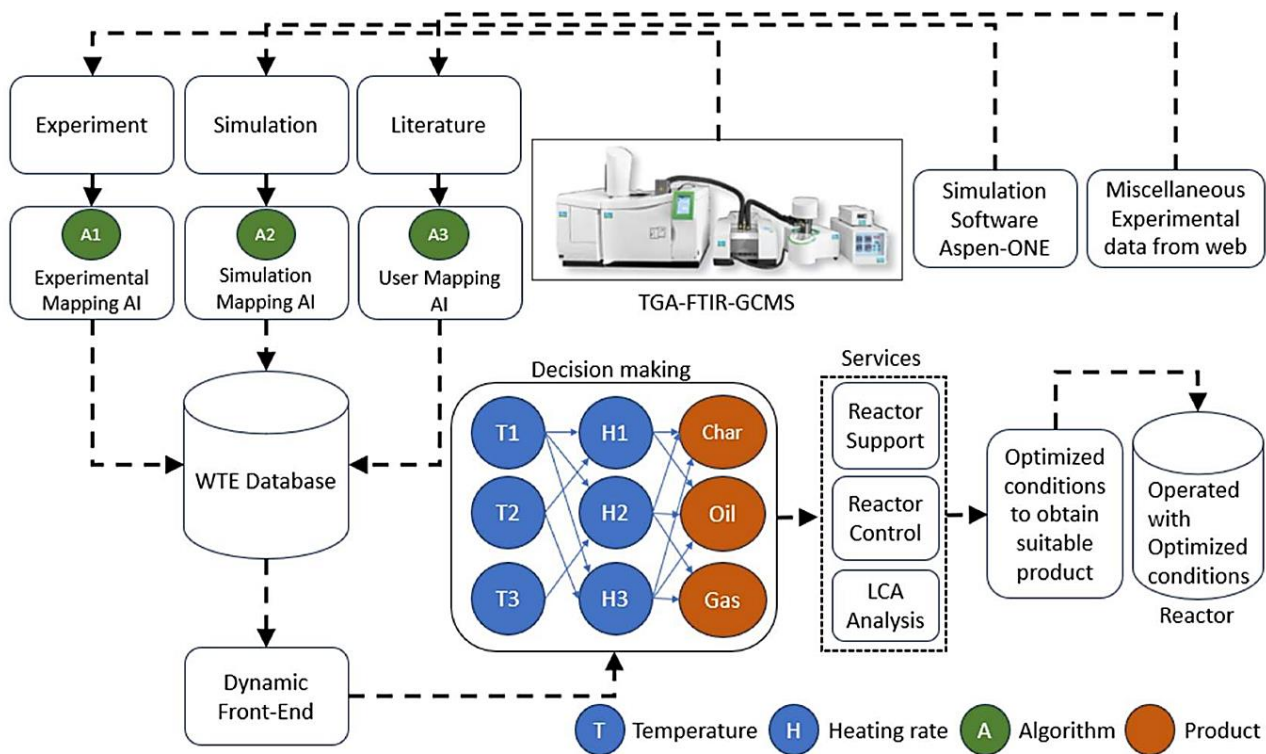 Experiment
Simulation
Literature
A1
Experimental
Mapping AI
A2
Simulation
Mapping AI
A3
User Mapping
AI
TGA-FTIR-GCMS
Simulation
Software
Aspen-ONE
Miscellaneous
Experimental
data from web
WTE Database
Dynamic
Front-End
Decision making
T1
H1
Char
T2
H2
Oil
T3
H3
Gas
Services
Reactor
Support
Reactor
Control
LCA
Analysis
Optimized
conditions
to obtain
suitable
product
Operated
with
Optimized
conditions
Reactor
T Temperature
H Heating rate
A Algorithm
Product